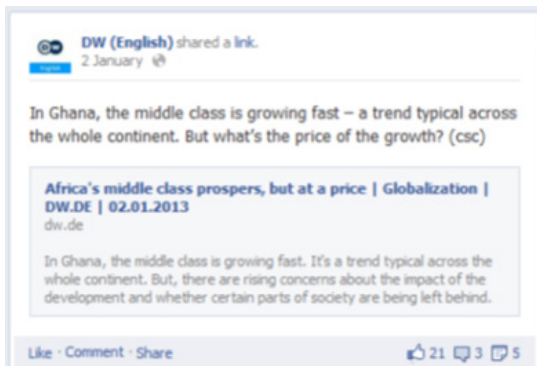 DW (English) shared a link.
2 January
In Ghana, the middle class is growing fast – a trend typical across
the whole continent. But what's the price of the growth? (csc)
Africa's middle class prospers, but at a price | Globalization |
DW.DE | 02.01.2013
dw.de
In Ghana, the middle class is growing fast. It's a trend typical across the
whole continent. But, there are rising concerns about the impact of the
development and whether certain parts of society are being left behind.
Like · Comment · Share 21 3 5